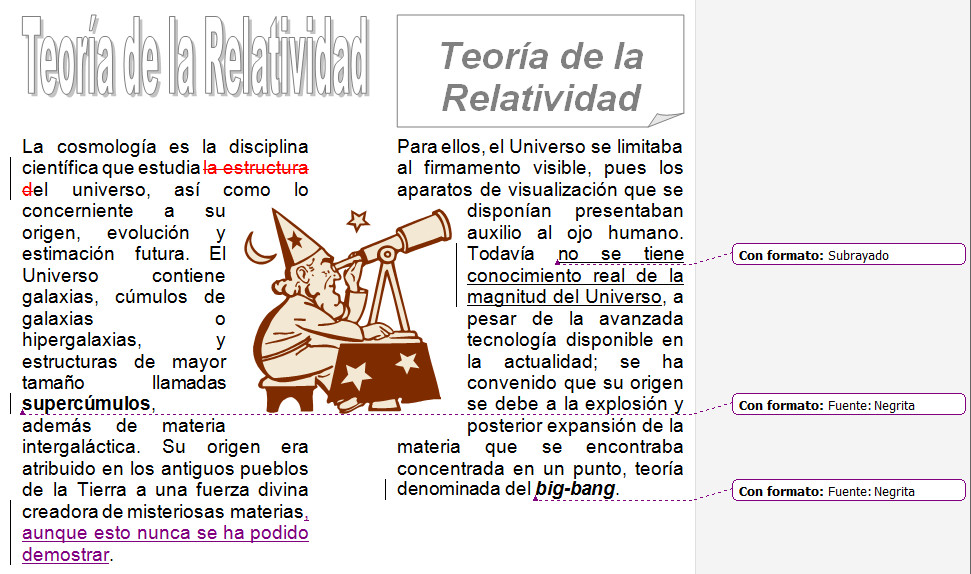 Teoría de la Relatividad
La cosmología es la disciplina
científica que estudia la estructura
del universo, así como lo
concerniente a su
origen, evolución y
estimación futura. El
Universo contiene
galaxias, cúmulos de
galaxias o
hipergalaxias, y
estructuras de mayor
tamaño llamadas
supercúmulos,
además de materia
intergaláctica. Su origen era
atribuido en los antiguos pueblos
de la Tierra a una fuerza divina
creadora de misteriosas materias,
aunque esto nunca se ha podido
demostrar.
Teoría de la
Relatividad
Para ellos, el Universo se limitaba
al firmamento visible, pues los
aparatos de visualización que se
disponían presentaban
auxilio al ojo humano.
Todavía no se tiene
conocimiento real de la
magnitud del Universo, a
pesar de la avanzada
tecnología disponible en
la actualidad; se ha
convenido que su origen
se debe a la explosión y
posterior expansión de la
materia que se encontraba
concentrada en un punto, teoría
denominada del big-bang.
Con formato: Subrayado
Con formato: Fuente: Negrita
Con formato: Fuente: Negrita